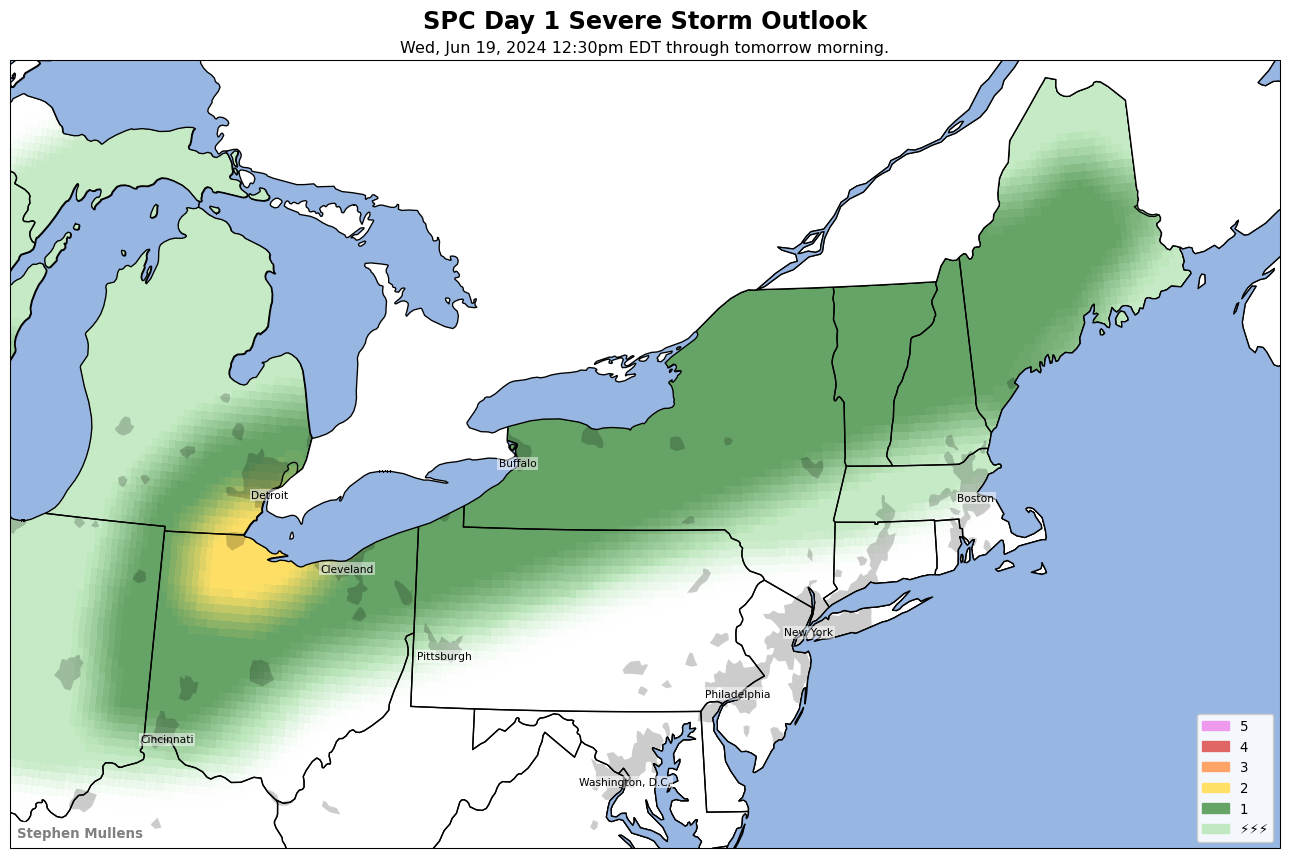 SPC Day 1 Severe Storm Outlook
Wed, Jun 19, 2024 12:30pm EDT through tomorrow morning.
Buffalo
Detroit
Boston
Cleveland
New York
Pittsburgh
Philadelphia
Cincinnati
Washington, D.C.
5
4
3
2
1
⚡⚡⚡
Stephen Mullens